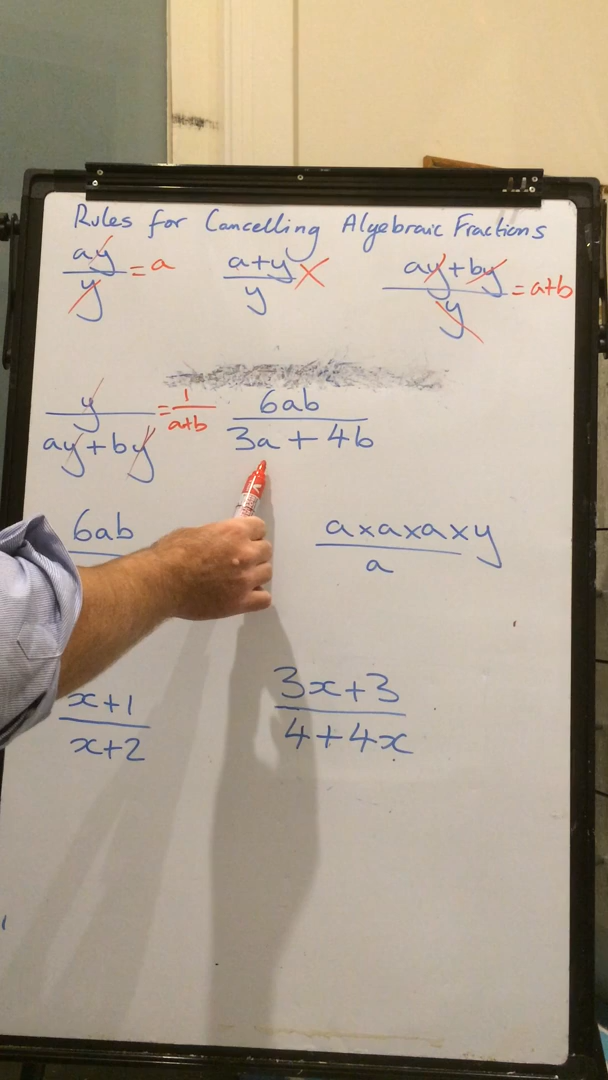 Rules for Cancelling Algebraic Fractions
ay/y = a
a+y/y ×
ay+by/y = a+b
y/ay+by = 1/a+b
6ab/3a + 4b
6ab
a×a×a×y/a
x+1/x+2
3x+3/4+4x